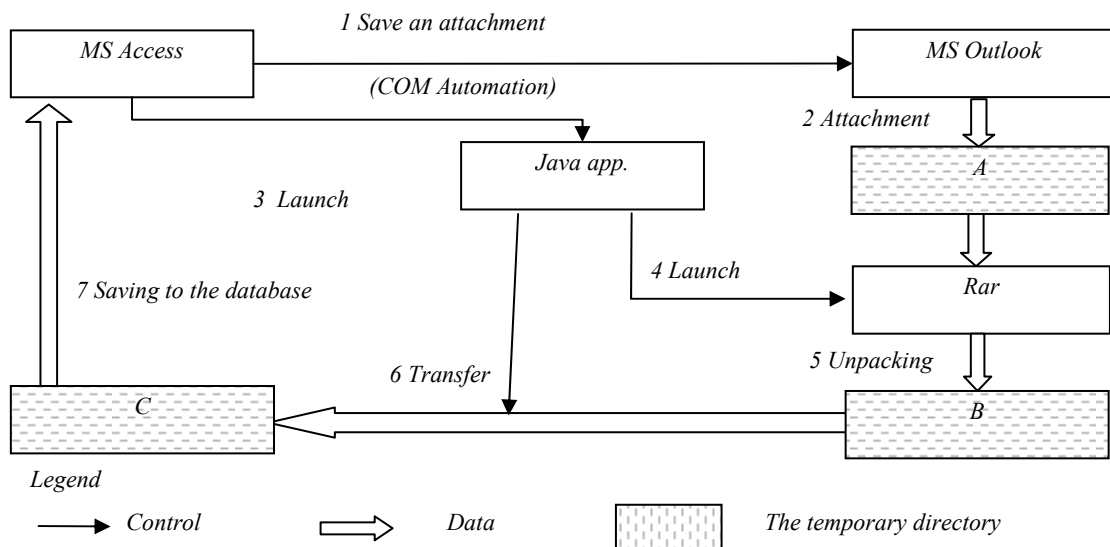 1 Save an attachment
MS Access
MS Outlook
(COM Automation)
2 Attachment
Java app.
A
3 Launch
4 Launch
Rar
7 Saving to the database
5 Unpacking
6 Transfer
C
B
Legend
Control
Data
The temporary directory